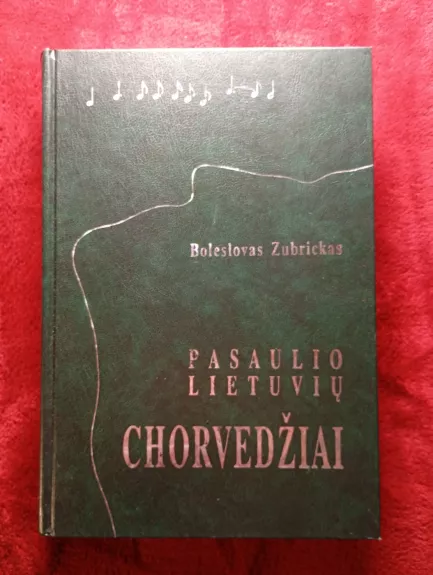 Boleslovas Zubrickas
PASAULIO
LIETUVIŲ
CHORVEDŽIAI